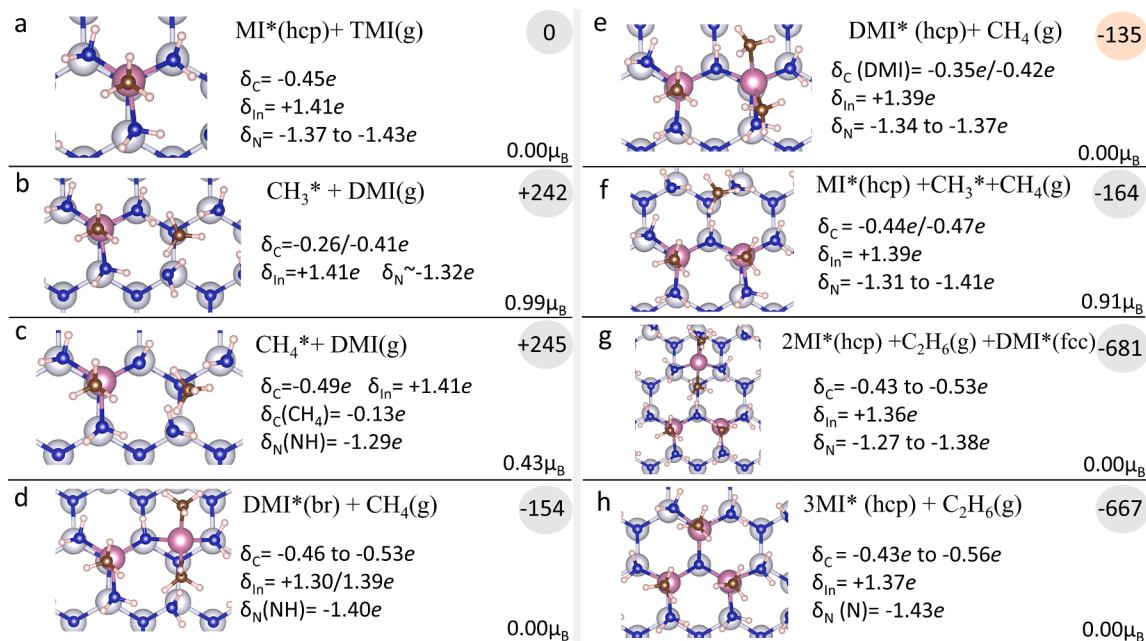 a
MI*(hcp)+ TMI(g)
0
δC= -0.45e
δIn= +1.41e
δN= -1.37 to -1.43e
0.00μB
b
CH3* + DMI(g)
+242
δC=-0.26/-0.41e
δIn=+1.41e δN~-1.32e
0.99μB
c
CH4*+ DMI(g)
+245
δC=-0.49e δIn= +1.41e
δC(CH4)= -0.13e
δN(NH)= -1.29e
0.43μB
d
DMI*(br) + CH4(g)
-154
δC= -0.46 to -0.53e
δIn= +1.30/1.39e
δN(NH)= -1.40e
0.00μB
e
DMI* (hcp)+ CH4 (g)
-135
δC (DMI)= -0.35e/-0.42e
δIn= +1.39e
δN= -1.34 to -1.37e
0.00μB
f
MI*(hcp) +CH3*+CH4(g)
-164
δC= -0.44e/-0.47e
δIn= +1.39e
δN= -1.31 to -1.41e
0.91μB
g
2MI*(hcp) +C2H6(g) +DMI*(fcc)
-681
δC= -0.43 to -0.53e
δIn= +1.36e
δN= -1.27 to -1.38e
0.00μB
h
3MI* (hcp) + C2H6(g)
-667
δC= -0.43e to -0.56e
δIn= +1.37e
δN (N)= -1.43e
0.00μB